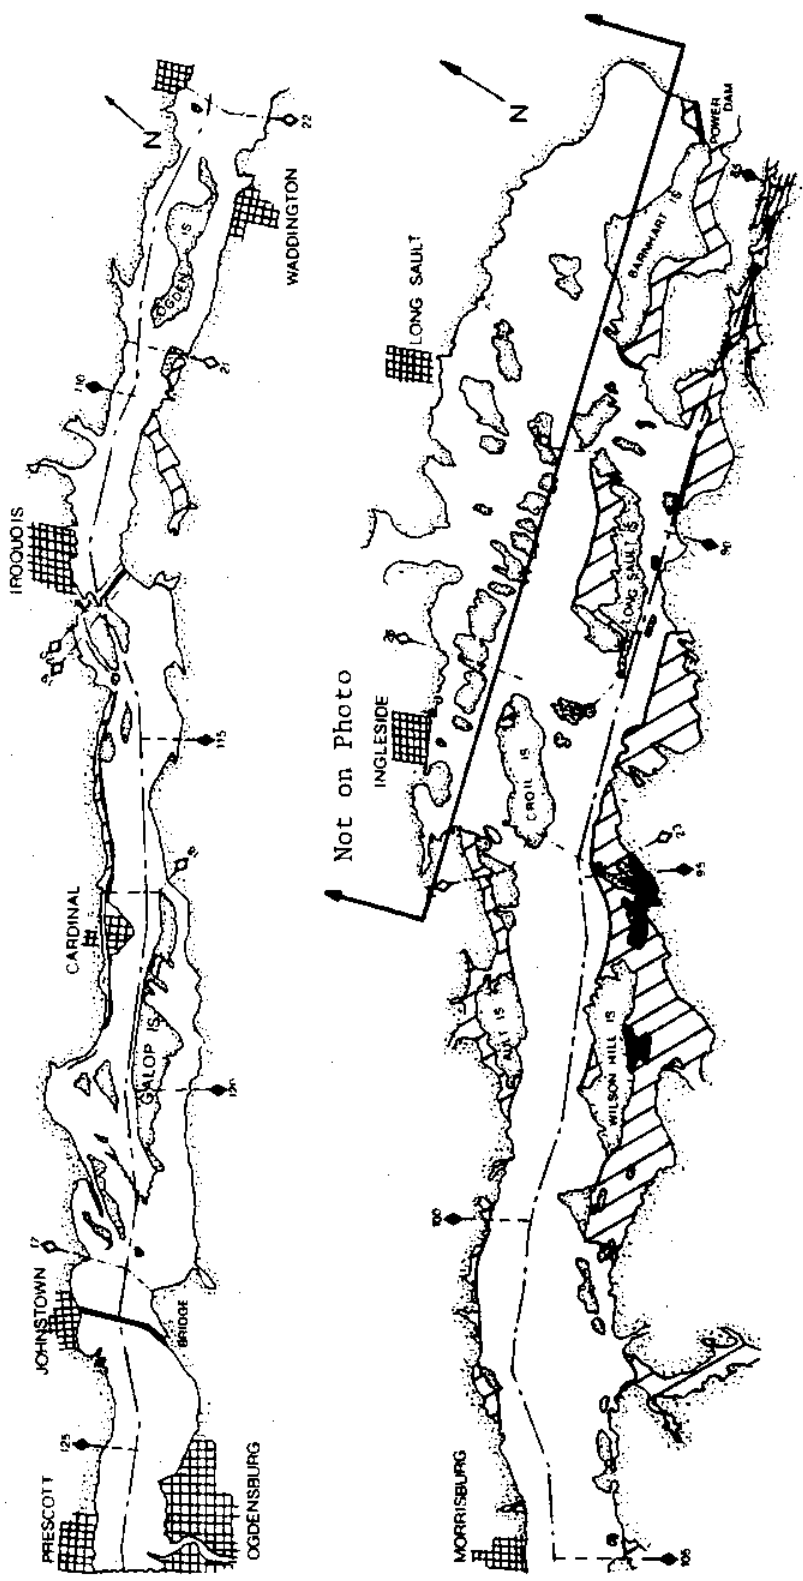 PRESCOTT
125
OGDENSBURG
JOHNSTOWN
BRIDGE
17
GALOP IS
120
CARDINAL
115
IROQUOIS
110
21
OGDEN IS
WADDINGTON
22
N
MORRISBURG
105
100
WILSON HILL IS
AULT IS
95
23
CROIL IS
INGLESIDE
Not on Photo
LONG SAULT IS
90
LONG SAULT
BARNHART IS
85
POWER
DAM
N